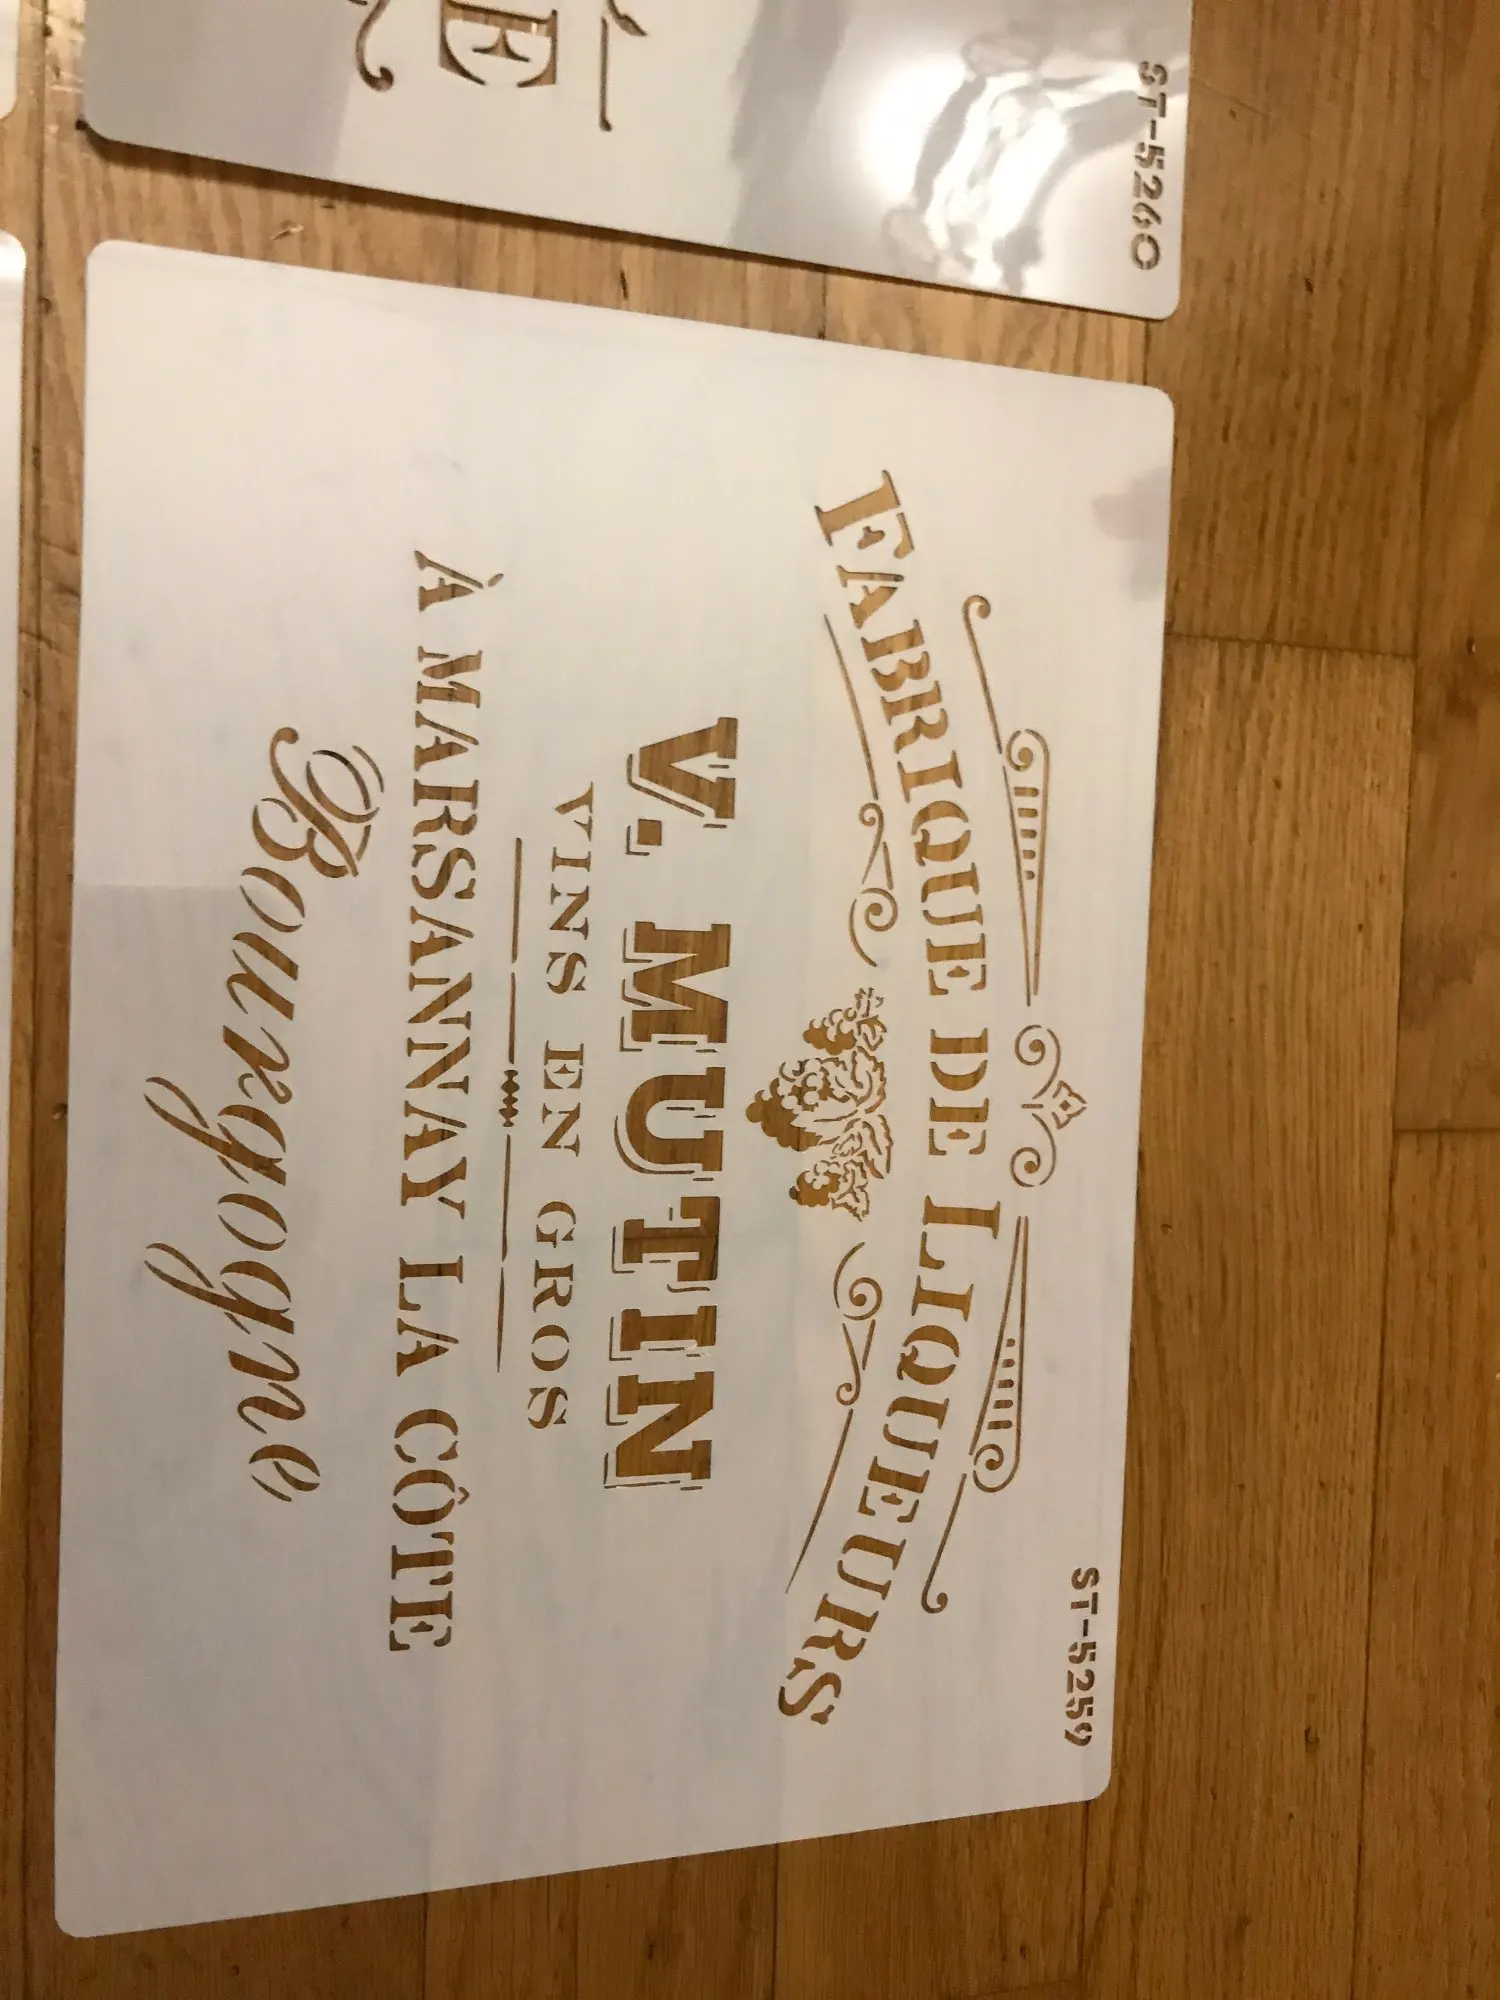 ST-5260
E
ST-5259
FABRIQUE DE LIQUEURS
V. MUTIN
VINS EN GROS
À MARSANNAY LA CÔTE
Bourgogne